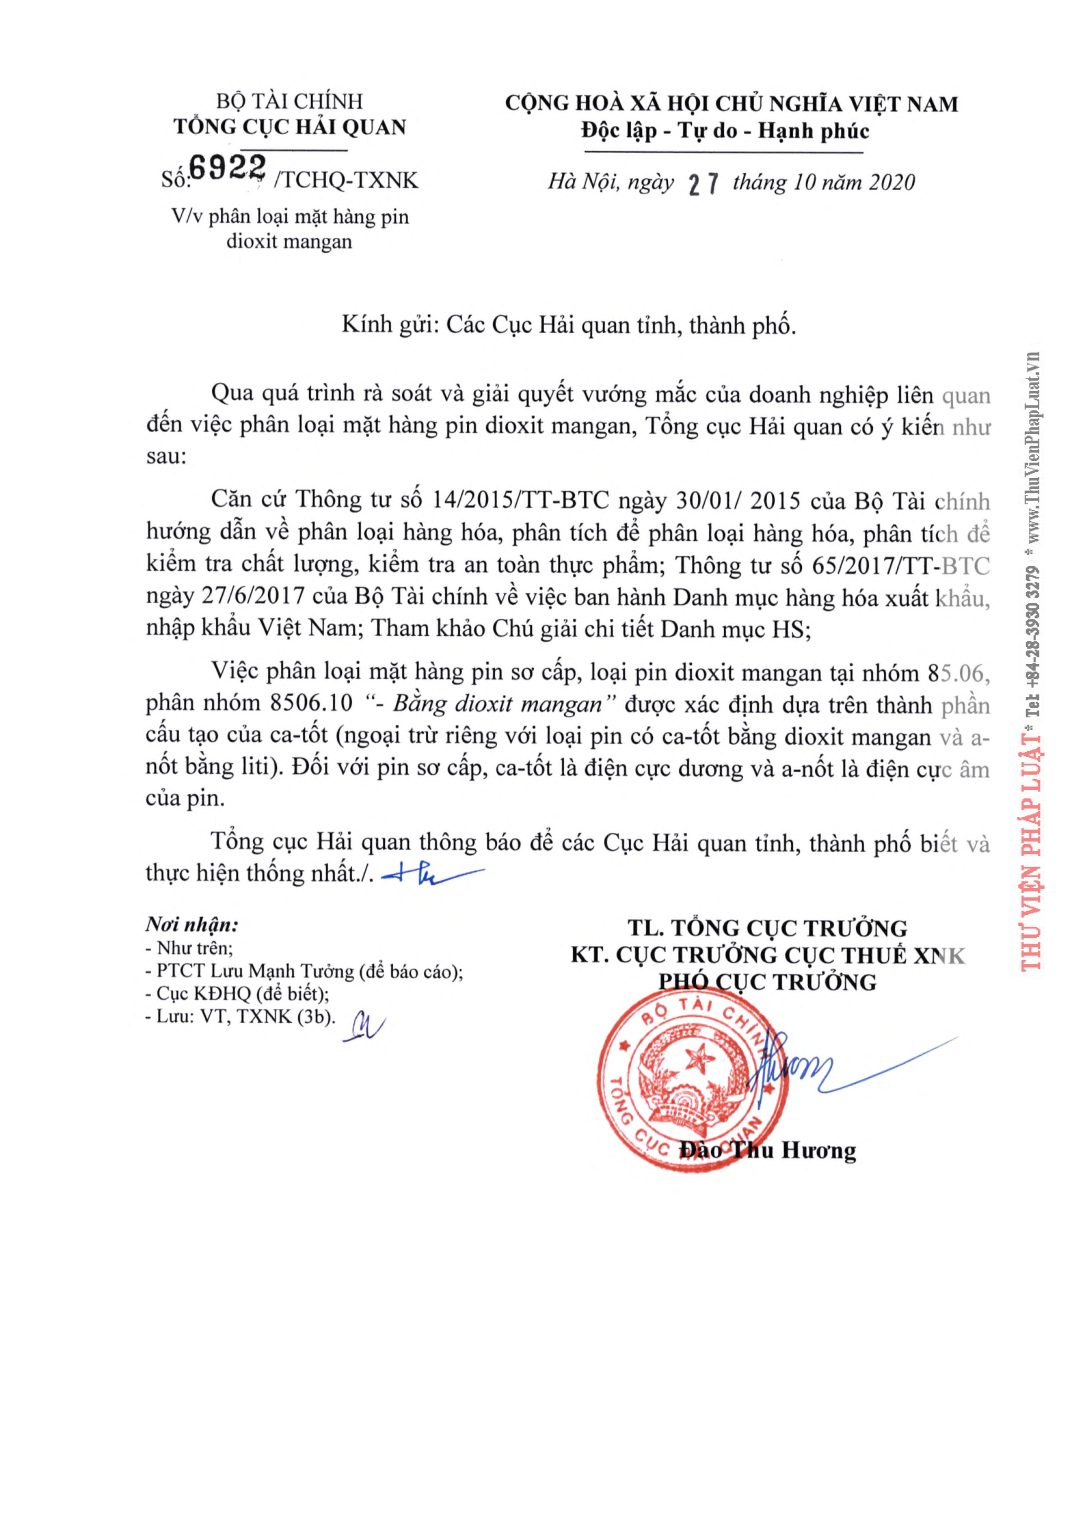 BỘ TÀI CHÍNH
TỔNG CỤC HẢI QUAN
Số: 6922 /TCHQ-TXNK
V/v phân loại mặt hàng pin
dioxit mangan
CỘNG HOÀ XÃ HỘI CHỦ NGHĨA VIỆT NAM
Độc lập - Tự do - Hạnh phúc
Hà Nội, ngày 27 tháng 10 năm 2020
Kính gửi: Các Cục Hải quan tỉnh, thành phố.
Qua quá trình rà soát và giải quyết vướng mắc của doanh nghiệp liên quan
đến việc phân loại mặt hàng pin dioxit mangan, Tổng cục Hải quan có ý kiến như
sau:
Căn cứ Thông tư số 14/2015/TT-BTC ngày 30/01/ 2015 của Bộ Tài chính
hướng dẫn về phân loại hàng hóa, phân tích để phân loại hàng hóa, phân tích để
kiểm tra chất lượng, kiểm tra an toàn thực phẩm; Thông tư số 65/2017/TT-BTC
ngày 27/6/2017 của Bộ Tài chính về việc ban hành Danh mục hàng hóa xuất khẩu,
nhập khẩu Việt Nam; Tham khảo Chú giải chi tiết Danh mục HS;
Việc phân loại mặt hàng pin sơ cấp, loại pin dioxit mangan tại nhóm 85.06,
phân nhóm 8506.10 “- Bằng dioxit mangan” được xác định dựa trên thành phần
cấu tạo của ca-tốt (ngoại trừ riêng với loại pin có ca-tốt bằng dioxit mangan và a-
nốt bằng liti). Đối với pin sơ cấp, ca-tốt là điện cực dương và a-nốt là điện cực âm
của pin.
Tổng cục Hải quan thông báo để các Cục Hải quan tỉnh, thành phố biết và
thực hiện thống nhất./.
Nơi nhận:
- Như trên;
- PTCT Lưu Mạnh Tưởng (để báo cáo);
- Cục KĐHQ (để biết);
- Lưu: VT, TXNK (3b).
TL. TỔNG CỤC TRƯỞNG
KT. CỤC TRƯỞNG CỤC THUẾ XNK
PHÓ CỤC TRƯỞNG
BỘ TÀI CHÍNH
TỔNG CỤC HẢI QUAN
Đào Thu Hương
THƯ VIỆN PHÁP LUẬT * Tel: +84-28-3930 3279 * www.ThuVienPhapLuat.vn